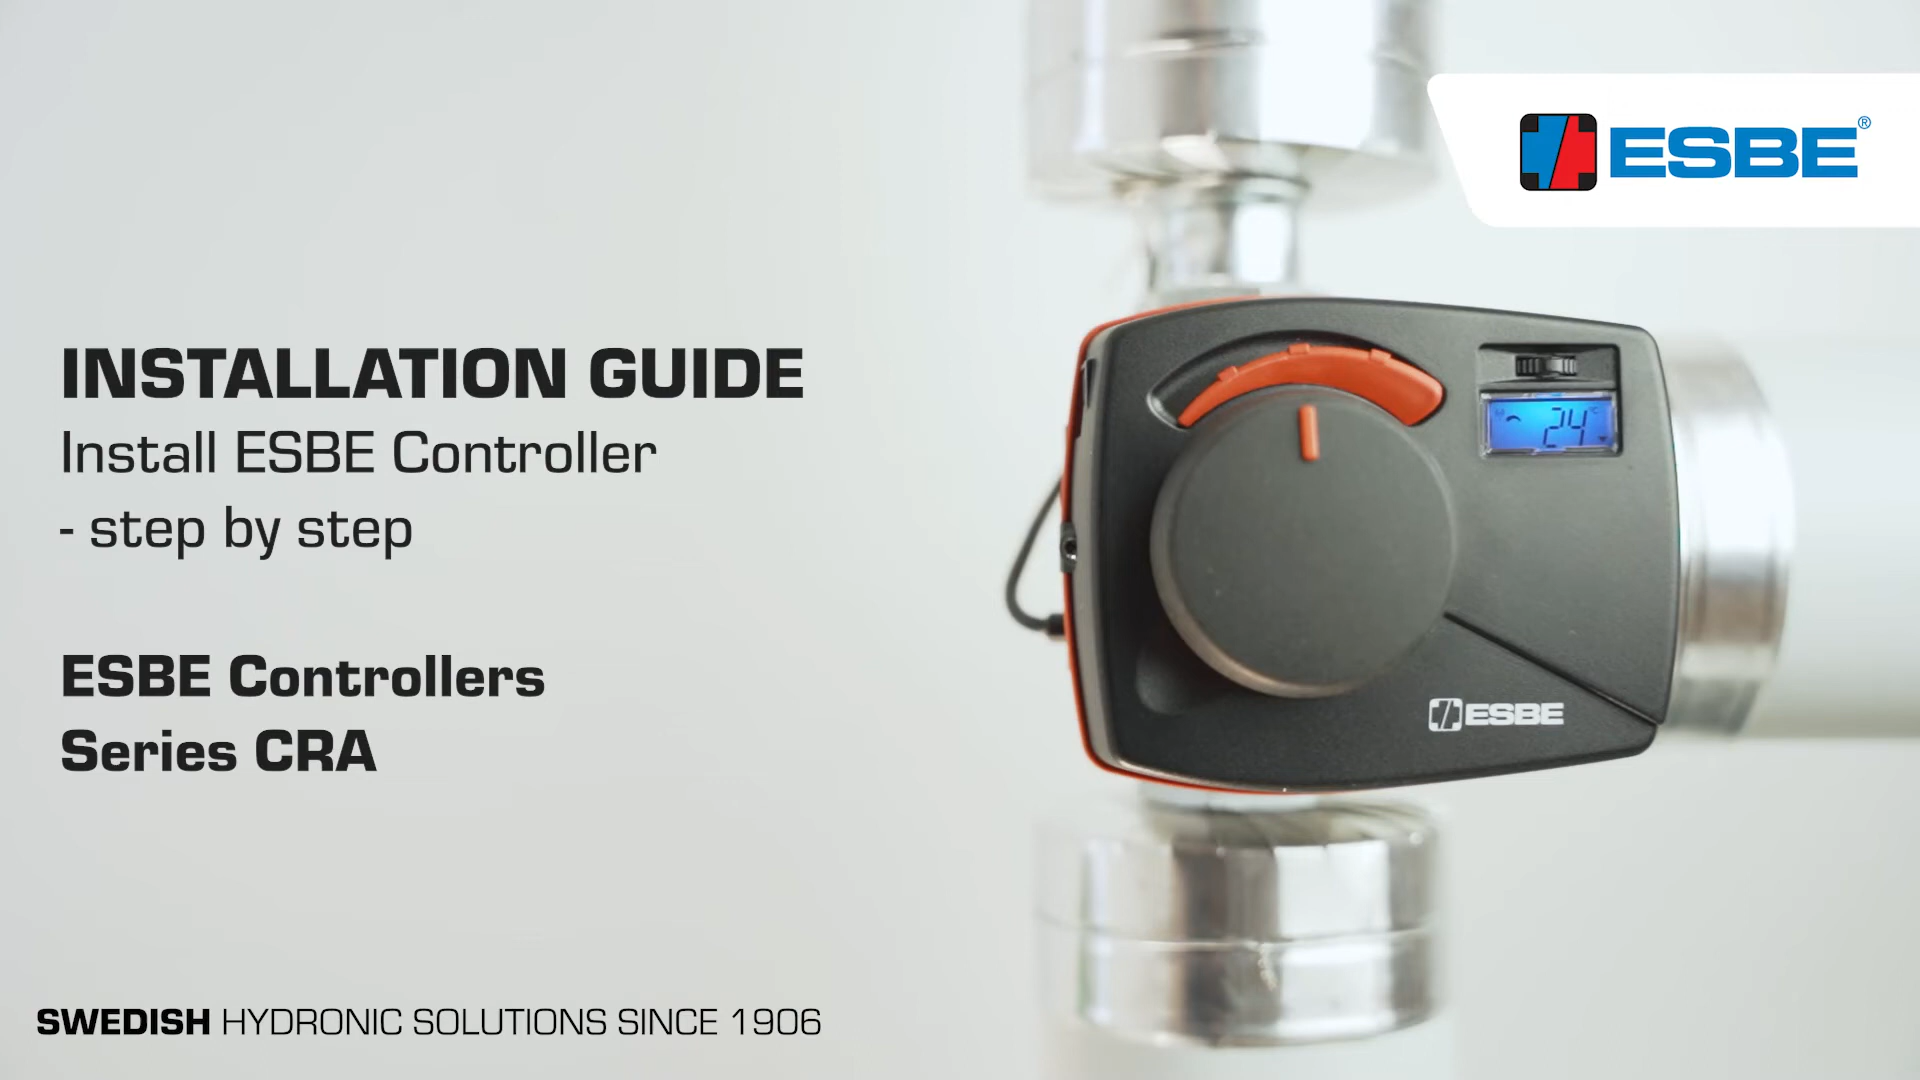 ESBE®
INSTALLATION GUIDE
Install ESBE Controller
- step by step
24°C
ESBE Controllers
Series CRA
ESBE
SWEDISH HYDRONIC SOLUTIONS SINCE 1906